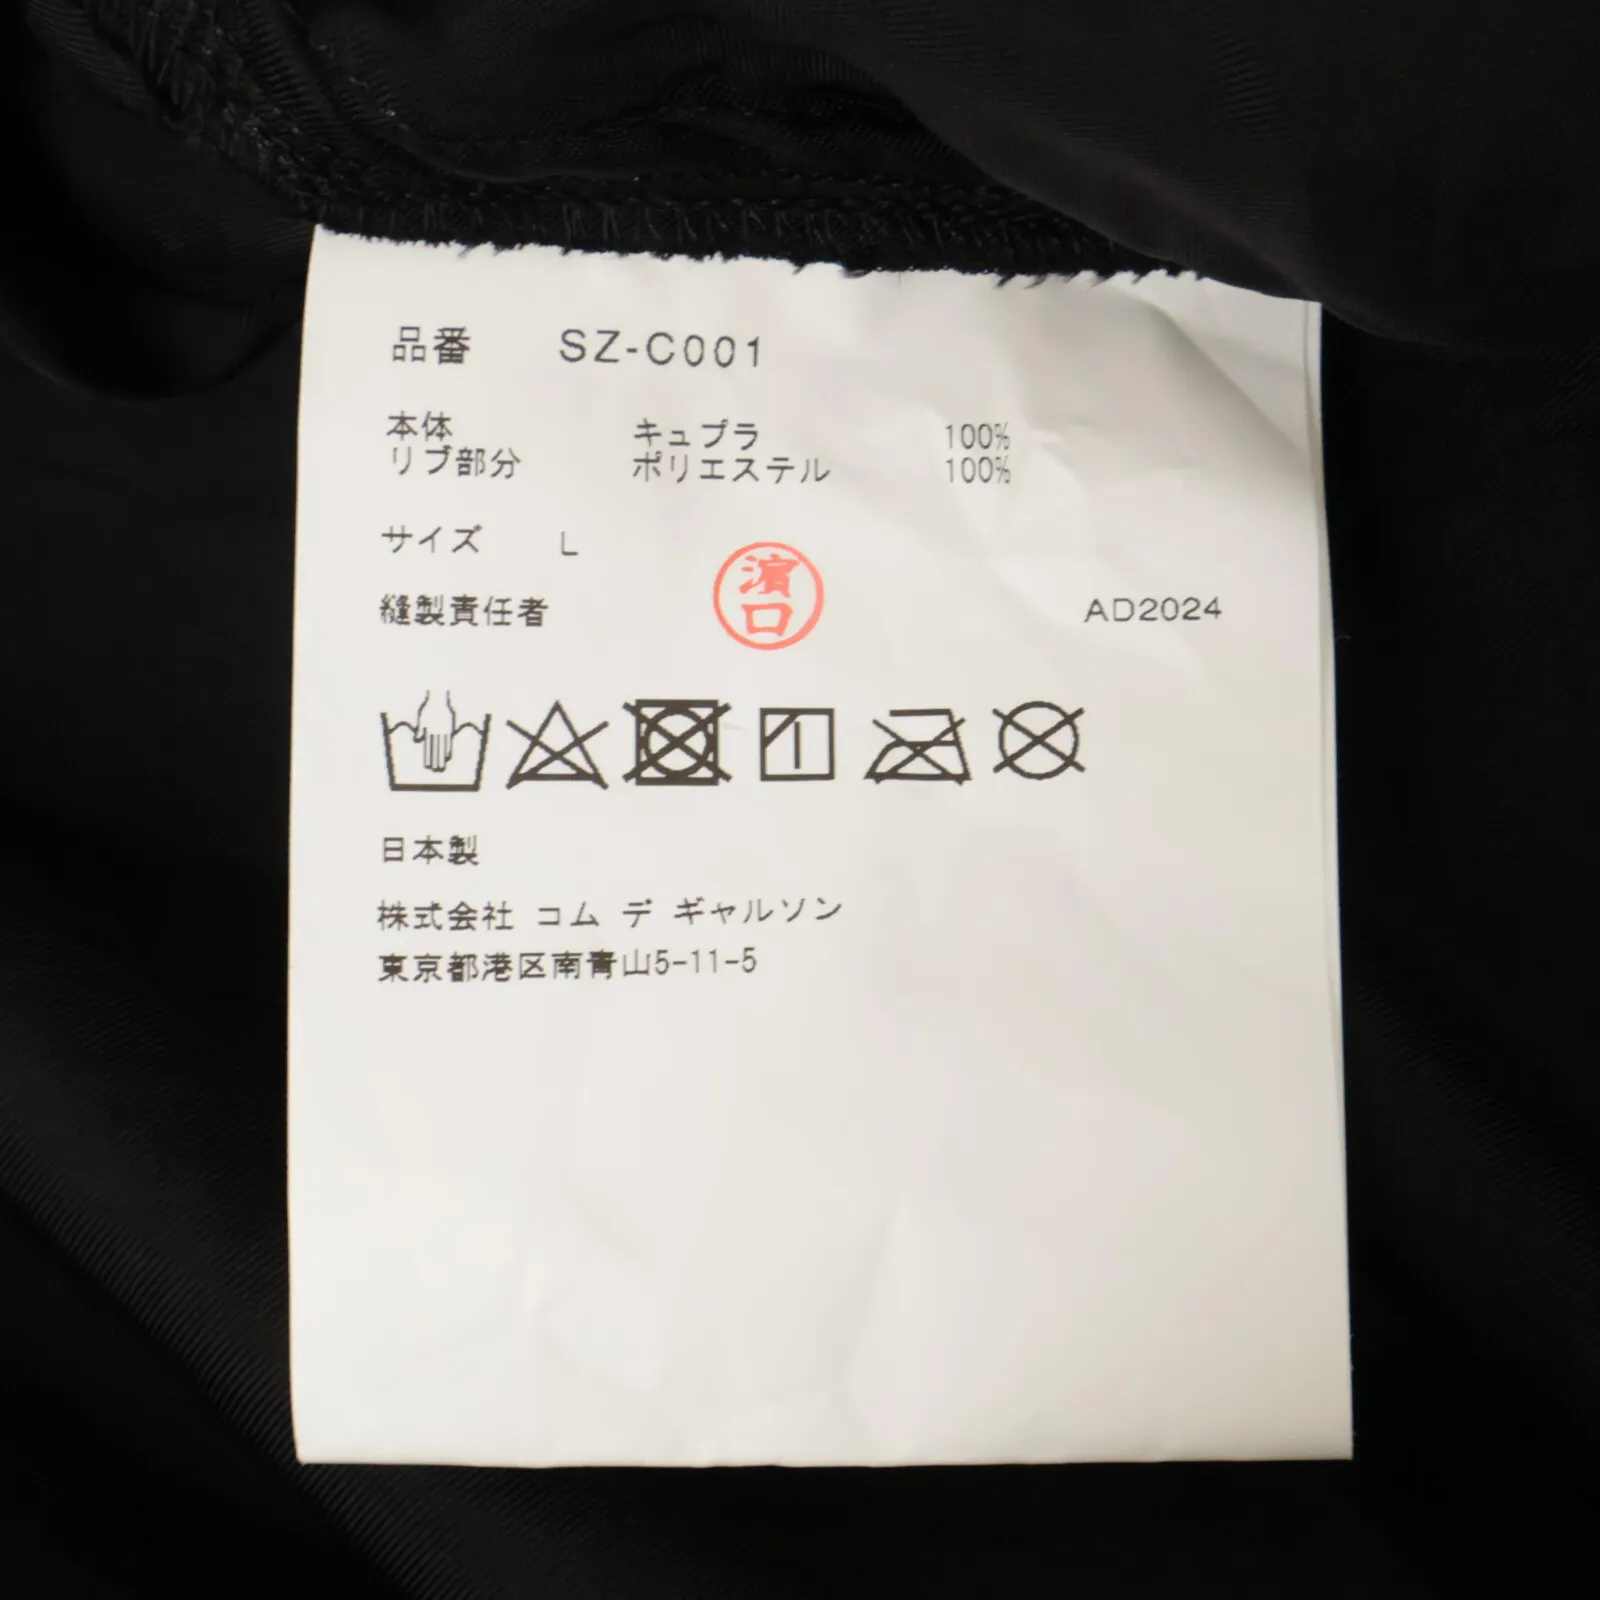 品番 SZ-C001
本体 キュプラ 100%
リブ部分 ポリエステル 100%
サイズ L
縫製責任者 濱口 AD2024
日本製
株式会社 コム デ ギャルソン
東京都港区南青山5-11-5